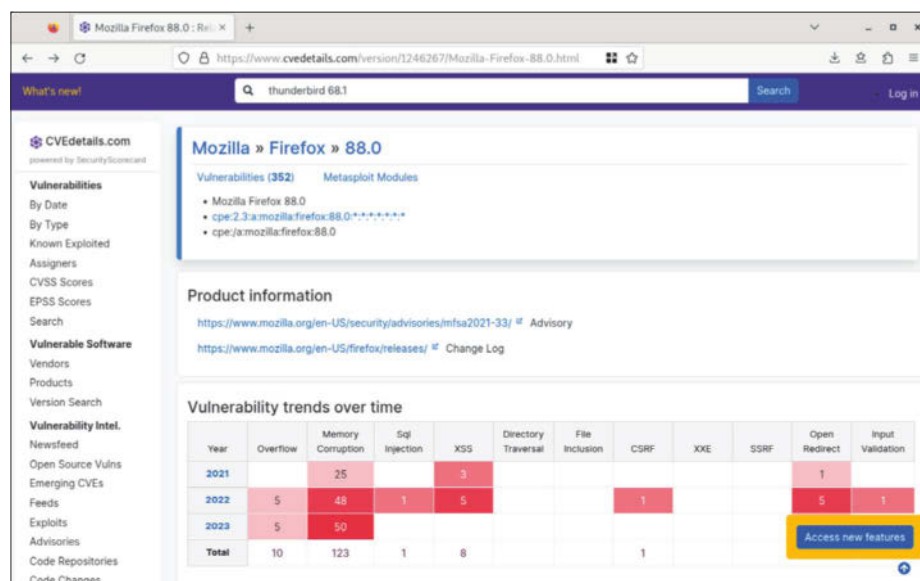 Mozilla Firefox 88.0 : Rel
https://www.cvedetails.com/version/1246267/Mozilla-Firefox-88.0.html
What's new!
thunderbird 68.1
Search
Log in
CVEdetails.com
powered by SecurityScorecard
Vulnerabilities
By Date
By Type
Known Exploited
Assigners
CVSS Scores
EPSS Scores
Search
Vulnerable Software
Vendors
Products
Version Search
Vulnerability Intel.
Newsfeed
Open Source Vulns
Emerging CVEs
Feeds
Exploits
Advisories
Code Repositories
Code Changes
Mozilla » Firefox » 88.0
Vulnerabilities (352) Metasploit Modules
• Mozilla Firefox 88.0
• cpe:2.3:a:mozilla:firefox:88.0:*:*:*:*:*:*:*
• cpe:/a:mozilla:firefox:88.0
Product information
https://www.mozilla.org/en-US/security/advisories/mfsa2021-33/ Advisory
https://www.mozilla.org/en-US/firefox/releases/ Change Log
Vulnerability trends over time
Year Overflow Memory Corruption Sql Injection XSS Directory Traversal File Inclusion CSRF XXE SSRF Open Redirect Input Validation
2021 25 3 1
2022 5 48 1 5 1 5 1
2023 5 50
Total 10 123 1 8 1
Access new features